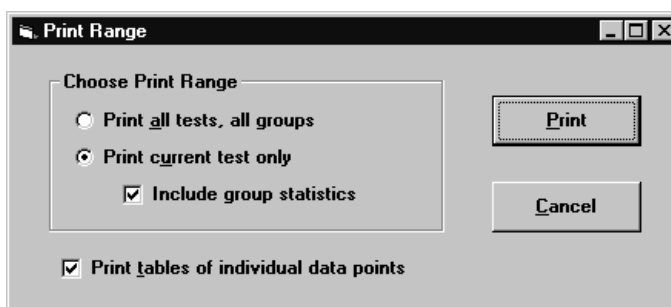 Print Range
Choose Print Range
Print all tests, all groups
Print current test only
Include group statistics
Print tables of individual data points
Print
Cancel